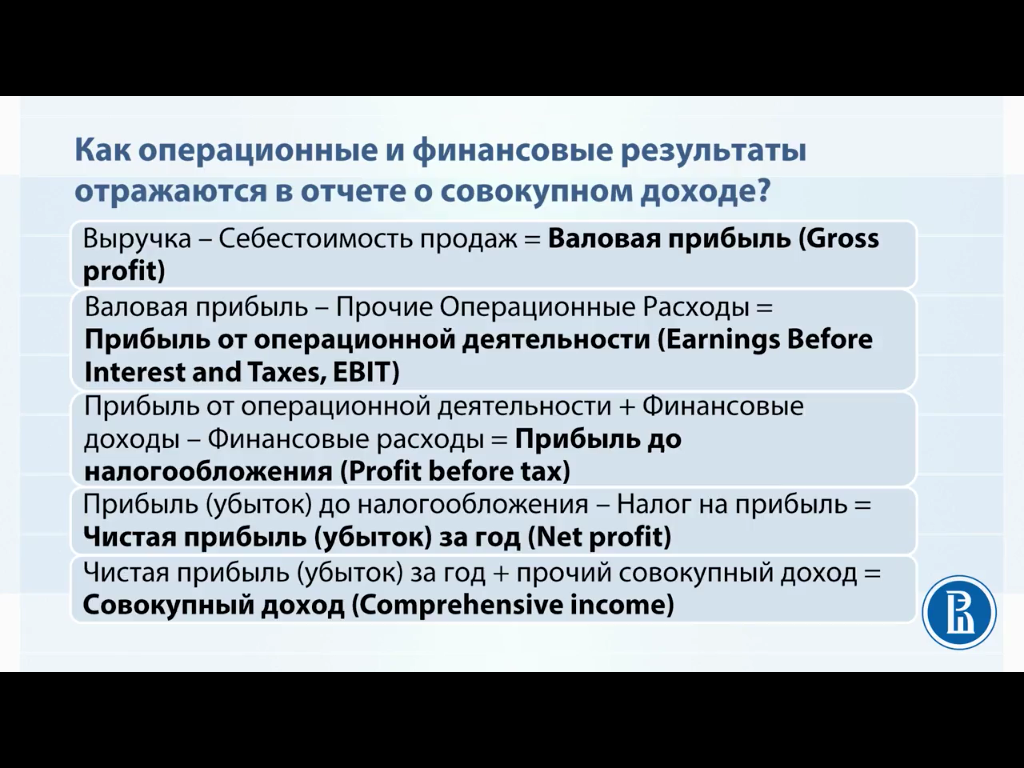 Как операционные и финансовые результаты
отражаются в отчете о совокупном доходе?
Выручка – Себестоимость продаж = Валовая прибыль (Gross
profit)
Валовая прибыль – Прочие Операционные Расходы =
Прибыль от операционной деятельности (Earnings Before
Interest and Taxes, EBIT)
Прибыль от операционной деятельности + Финансовые
доходы – Финансовые расходы = Прибыль до
налогообложения (Profit before tax)
Прибыль (убыток) до налогообложения – Налог на прибыль =
Чистая прибыль (убыток) за год (Net profit)
Чистая прибыль (убыток) за год + прочий совокупный доход =
Совокупный доход (Comprehensive income)